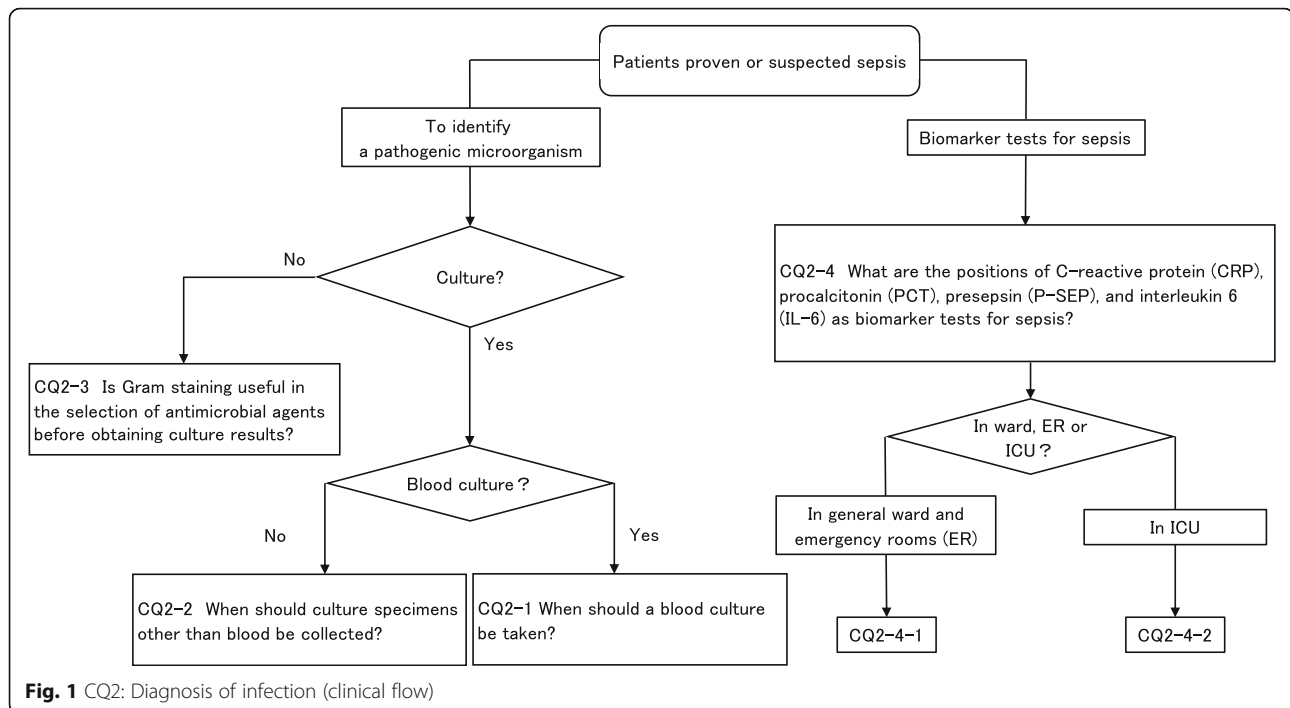 Patients proven or suspected sepsis
To identify
a pathogenic microorganism
Biomarker tests for sepsis
No
Culture?
Yes
CQ2-3 Is Gram staining useful in
the selection of antimicrobial agents
before obtaining culture results?
Blood culture?
No
Yes
CQ2-2 When should culture specimens
other than blood be collected?
CQ2-1 When should a blood culture
be taken?
CQ2-4 What are the positions of C-reactive protein (CRP),
procalcitonin (PCT), presepsin (P-SEP), and interleukin 6
(IL-6) as biomarker tests for sepsis?
In ward, ER or
ICU?
In general ward and
emergency rooms (ER)
In ICU
CQ2-4-1
CQ2-4-2
Fig. 1 CQ2: Diagnosis of infection (clinical flow)